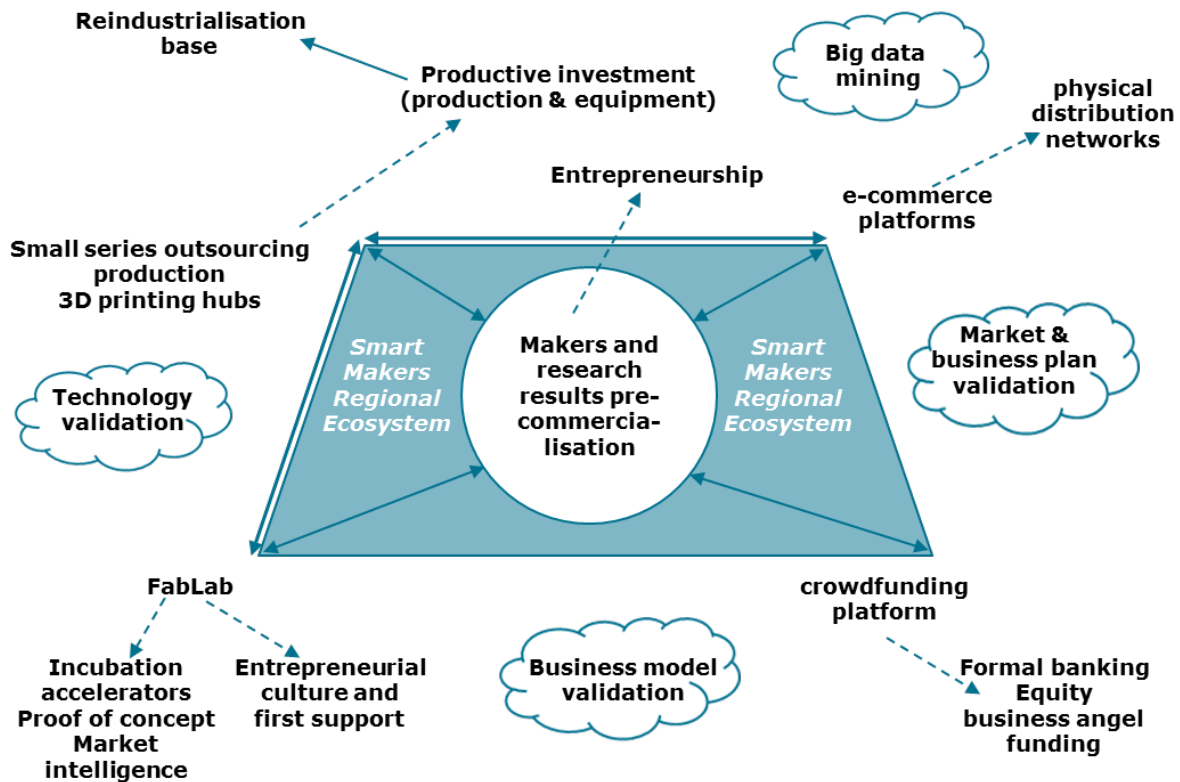 Reindustrialisation
base
Productive investment
(production & equipment)
Big data
mining
physical
distribution
networks
Entrepreneurship
e-commerce
platforms
Small series outsourcing
production
3D printing hubs
Smart
Makers
Regional
Ecosystem
Makers and
research
results pre-
commercia-
lisation
Smart
Makers
Regional
Ecosystem
Market &
business plan
validation
Technology
validation
FabLab
crowdfunding
platform
Incubation
accelerators
Proof of concept
Market
intelligence
Entrepreneurial
culture and
first support
Business model
validation
Formal banking
Equity
business angel
funding